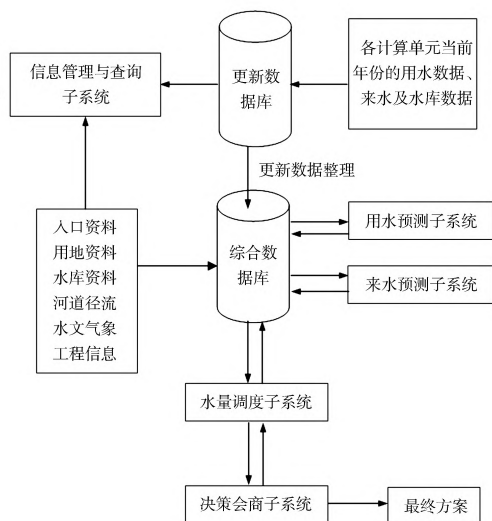 信息管理与查询
子系统
更新数
据库
各计算单元当前
年份的用水数据、
来水及水库数据
更新数据整理
人口资料
用地资料
水库资料
河道径流
水文气象
工程信息
综合数
据库
用水预测子系统
来水预测子系统
水量调度子系统
决策会商子系统
最终方案